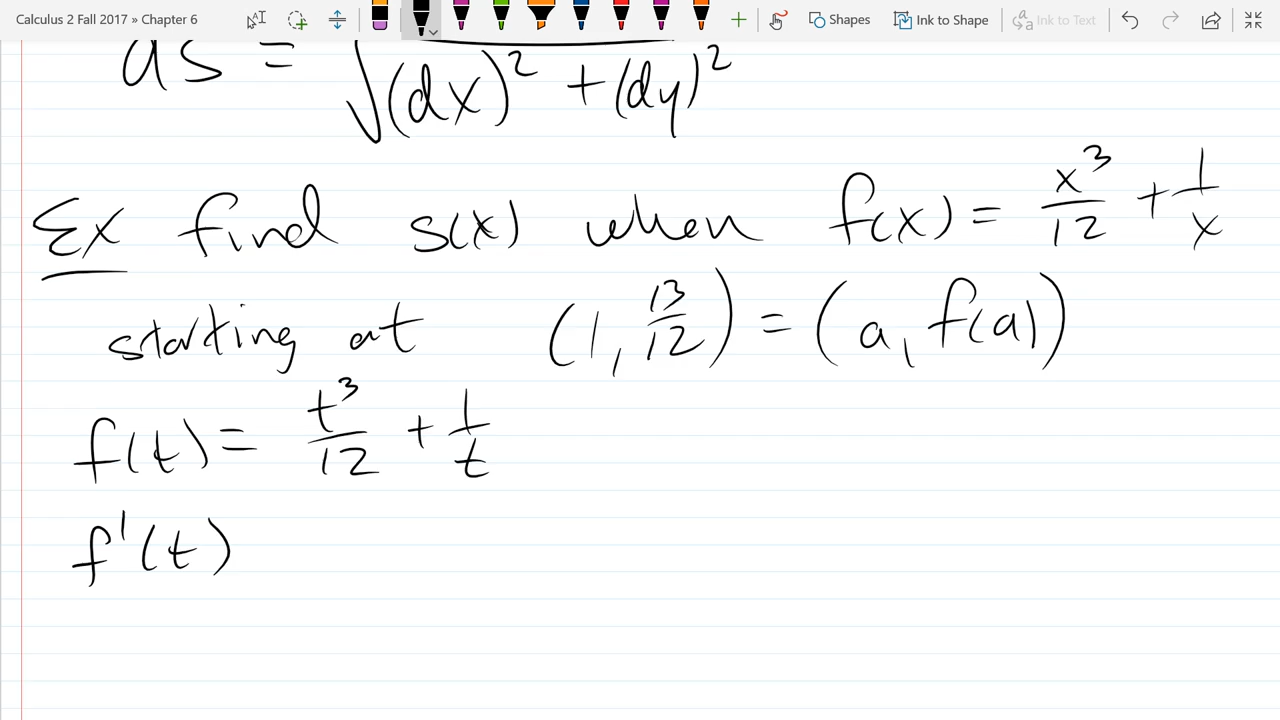 Calculus 2 Fall 2017 » Chapter 6 Shapes Ink to Shape Ink to Text
ds = √(dx)² + (dy)²
Ex find s(x) when f(x) = x³/12 + 1/x
starting at (1, 13/12) = (a, f(a))
f(t) = t³/12 + 1/t
f'(t)